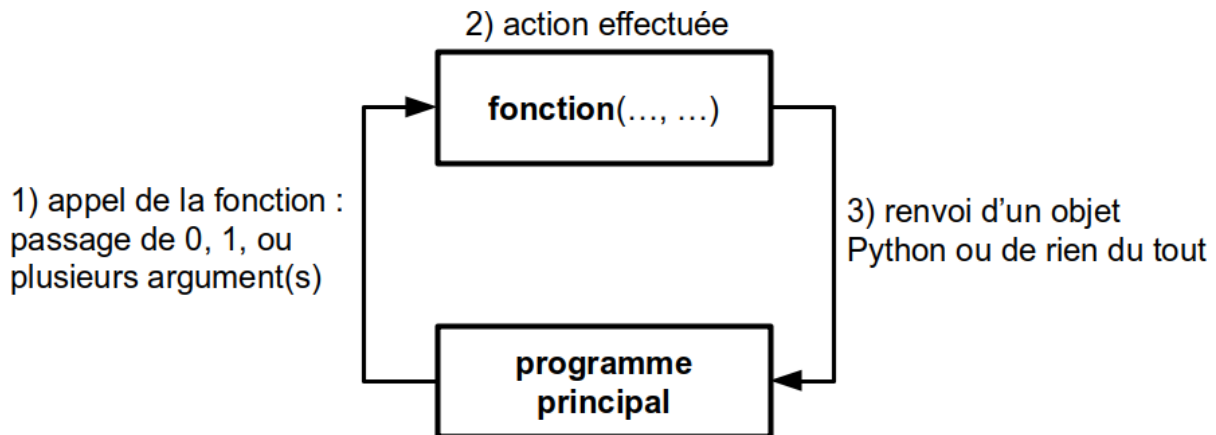 2) action effectuée
fonction(…, …)
1) appel de la fonction :
passage de 0, 1, ou
plusieurs argument(s)
3) renvoi d’un objet
Python ou de rien du tout
programme
principal